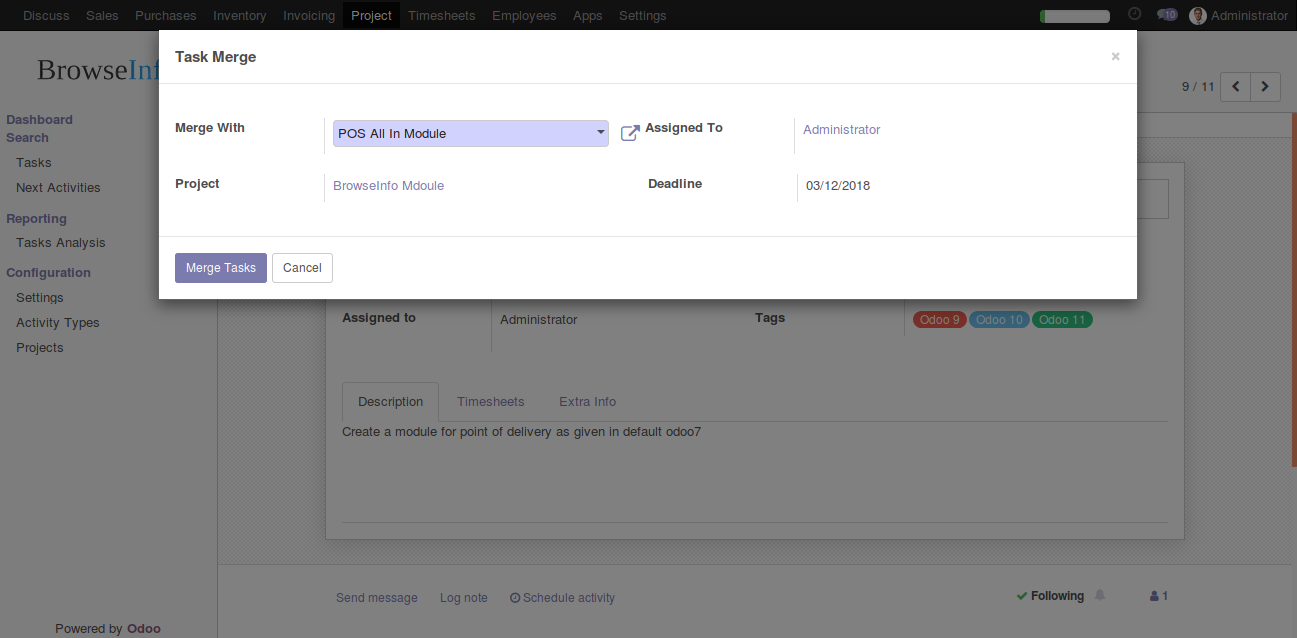 Discuss Sales Purchases Inventory Invoicing Project Timesheets Employees Apps Settings 10 Administrator
Task Merge ×
BrowseInf
9 / 11
Merge With POS All In Module Assigned To Administrator
Project BrowseInfo Mdoule Deadline 03/12/2018
Merge Tasks Cancel
Dashboard
Search
Tasks
Next Activities
Reporting
Tasks Analysis
Configuration
Settings
Activity Types
Projects
Assigned to Administrator Tags Odoo 9 Odoo 10 Odoo 11
Description Timesheets Extra Info
Create a module for point of delivery as given in default odoo7
Send message Log note Schedule activity Following 1
Powered by Odoo